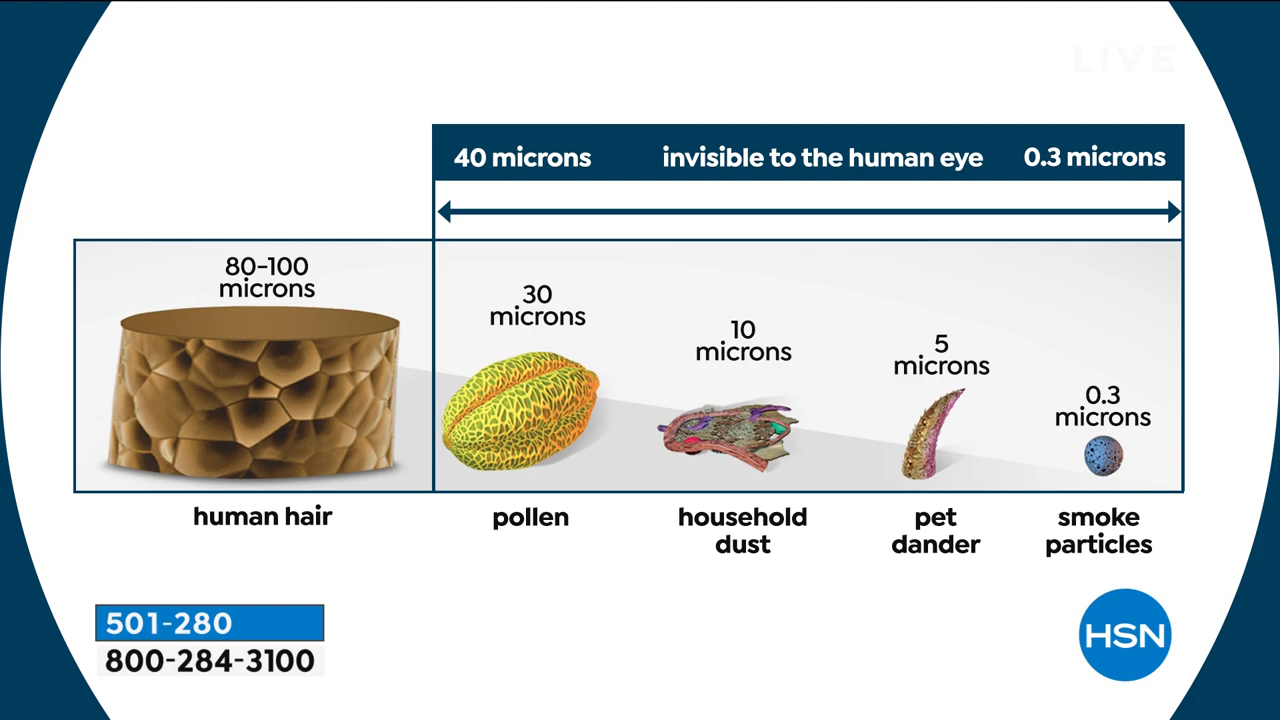 LIVE
40 microns invisible to the human eye 0.3 microns
80-100
microns
30
microns
10
microns
5
microns
0.3
microns
human hair
pollen
household
dust
pet
dander
smoke
particles
501-280
800-284-3100
HSN